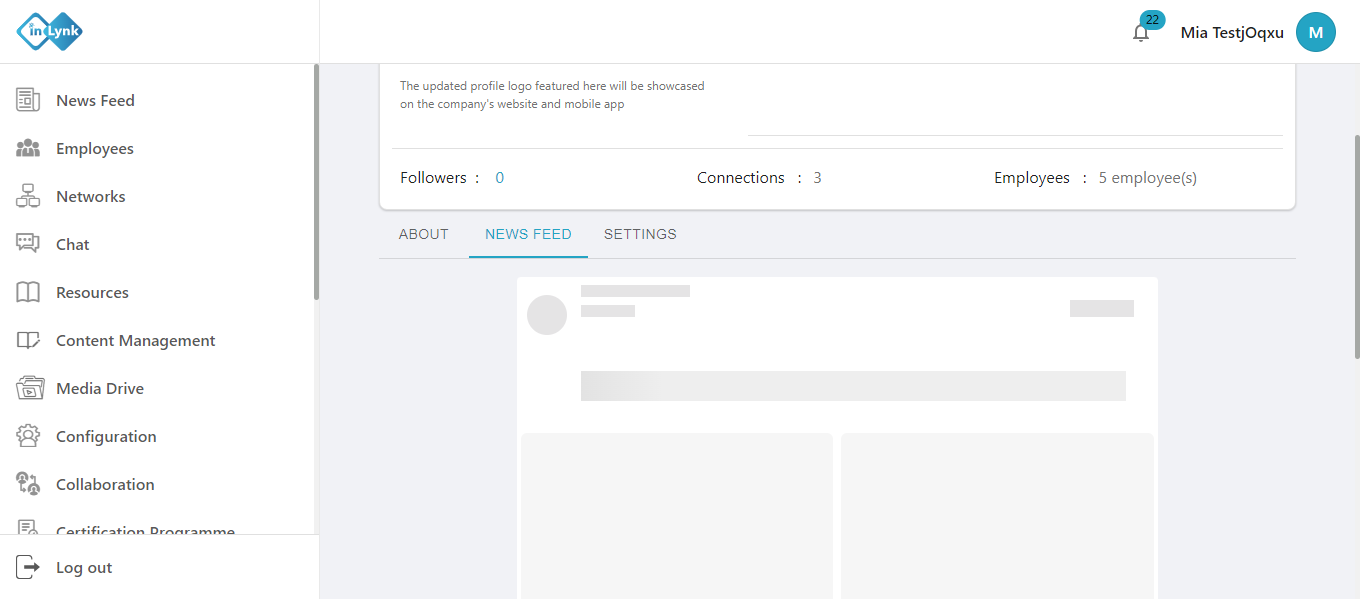 inLynk
22
Mia TestjOqxu
M
News Feed
Employees
Networks
Chat
Resources
Content Management
Media Drive
Configuration
Collaboration
Certification Programme
Log out
The updated profile logo featured here will be showcased
on the company's website and mobile app
Followers : 0
Connections : 3
Employees : 5 employee(s)
ABOUT
NEWS FEED
SETTINGS